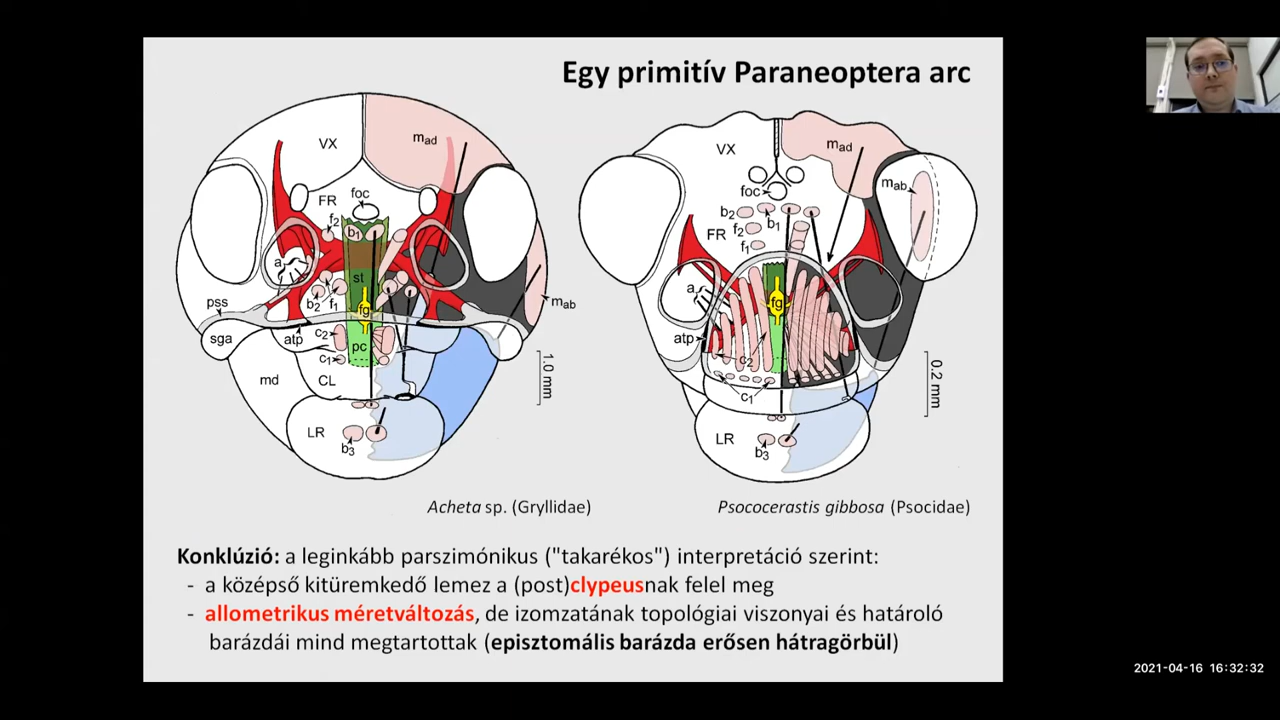 Egy primitív Paraneoptera arc
VX
m_ad
foc
FR
f₂
b₁
a
st
b₂
f₁
fg
m_ab
pss
sga
atp
c₂
pc
c₁
md
CL
LR
b₃
1.0 mm
VX
m_ad
m_ab
foc
b₂
b₁
f₂
FR
f₁
a
fg
atp
c₂
c₁
LR
b₃
0.2 mm
Acheta sp. (Gryllidae)
Psococerastis gibbosa (Psocidae)
Konklúzió: a leginkább parszimónikus ("takarékos") interpretáció szerint:
- a középső kitüremkedő lemez a (post)clypeusnak felel meg
- allometrikus méretváltozás, de izomzatának topológiai viszonyai és határoló
barázdái mind megtartottak (episztomális barázda erősen hátragörbül)
2021-04-16 16:32:32